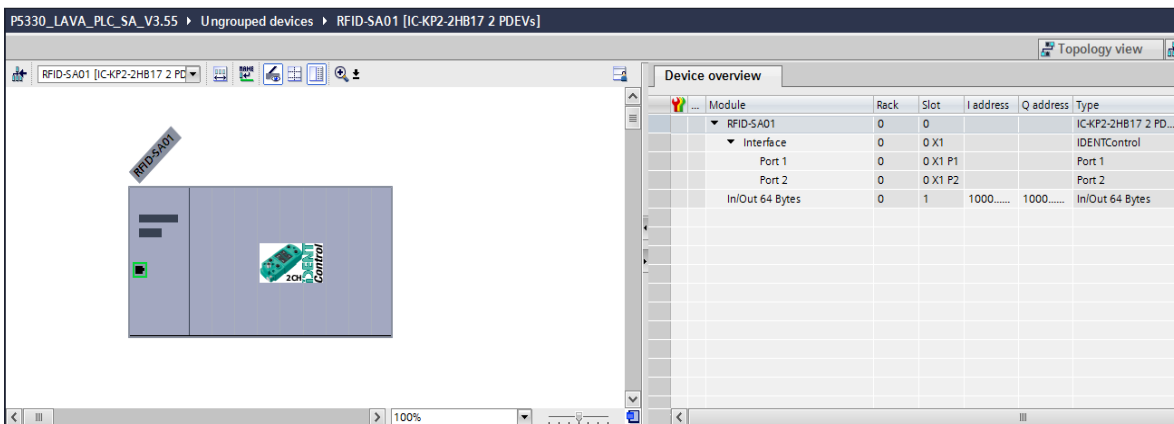 P5330_LAVA_PLC_SA_V3.55 ▸ Ungrouped devices ▸ RFID-SA01 [IC-KP2-2HB17 2 PDEVs]
Topology view
RFID-SA01 [IC-KP2-2HB17 2 PD
Device overview
... Module Rack Slot I address Q address Type
RFID-SA01 0 0 IC-KP2-2HB17 2 PD...
Interface 0 0 X1 IDENTControl
Port 1 0 0 X1 P1 Port 1
Port 2 0 0 X1 P2 Port 2
In/Out 64 Bytes 0 1 1000...... 1000...... In/Out 64 Bytes
RFID-SA01
2CH
IDENT
Control
100%